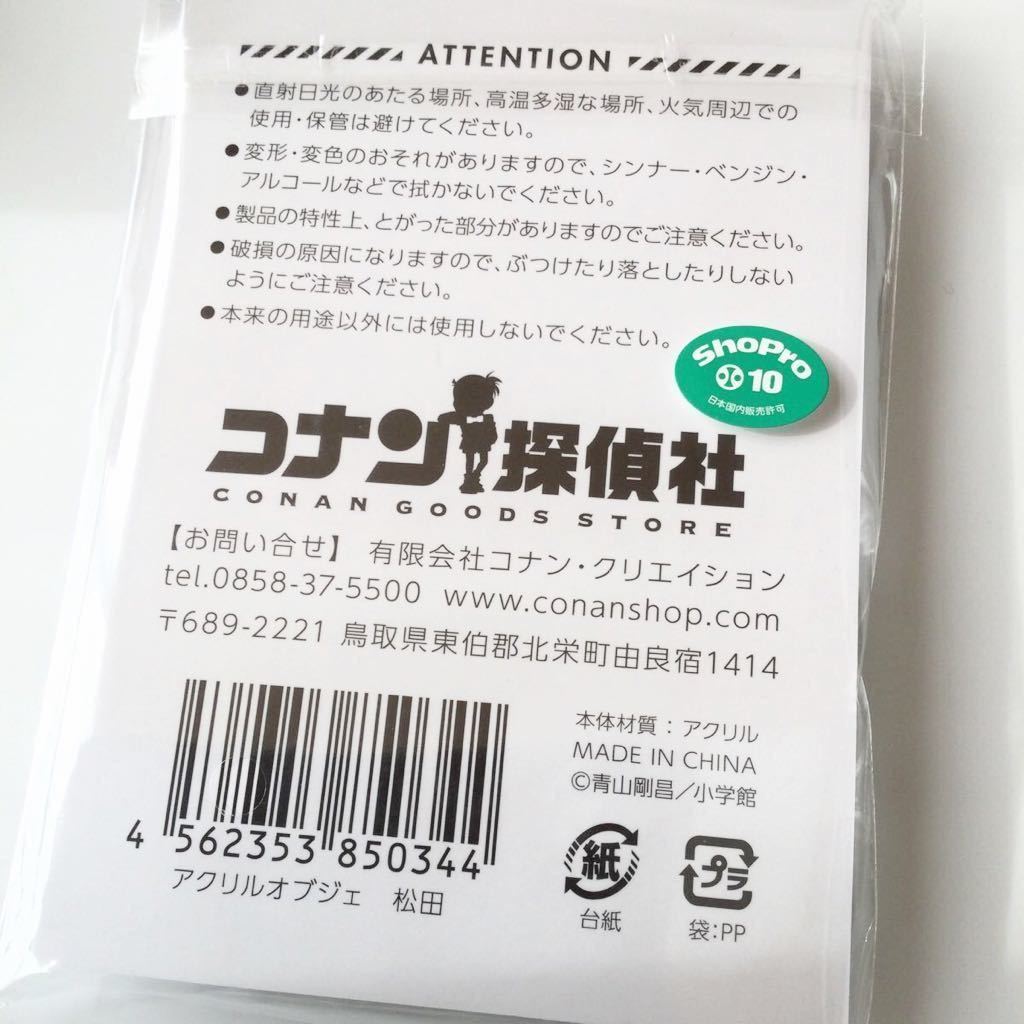 ATTENTION
●直射日光のあたる場所、高温多湿な場所、火気周辺での
使用・保管は避けてください。
●変形・変色のおそれがありますので、シンナー・ベンジン・
アルコールなどで拭かないでください。
●製品の特性上、とがった部分がありますのでご注意ください。
●破損の原因になりますので、ぶつけたり落としたりしない
ようにご注意ください。
●本来の用途以外には使用しないでください。
ShoPro
10
日本国内販売許可
コナン探偵社
CONAN GOODS STORE
【お問い合せ】 有限会社コナン・クリエイション
tel.0858-37-5500 www.conanshop.com
〒689-2221 鳥取県東伯郡北栄町由良宿1414
本体材質：アクリル
MADE IN CHINA
©青山剛昌／小学館
4 562353 850344
アクリルオブジェ 松田
紙
台紙
プラ
袋:PP